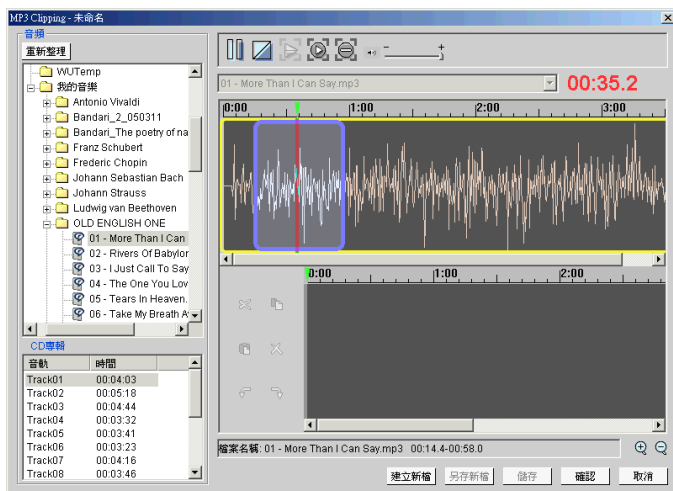 MP3 Clipping - 未命名
音頻
重新整理
WUTemp
我的音樂
Antonio Vivaldi
Bandari_2_050311
Bandari_The poetry of na
Franz Schubert
Frederic Chopin
Johann Sebastian Bach
Johann Strauss
Ludwig van Beethoven
OLD ENGLISH ONE
01 - More Than I Can
02 - Rivers Of Babylor
03 - I Just Call To Say
04 - The One You Lov
05 - Tears In Heaven.
06 - Take My Breath A
CD專輯
音軌 時間
Track01 00:04:03
Track02 00:05:18
Track03 00:04:44
Track04 00:03:32
Track05 00:03:41
Track06 00:03:23
Track07 00:04:16
Track08 00:03:46
01 - More Than I Can Say.mp3
00:35.2
0:00 1:00 2:00 3:00
0:00 1:00 2:00
檔案名稱: 01 - More Than I Can Say.mp3 00:14.4-00:58.0
建立新檔 另存新檔 儲存 確認 取消